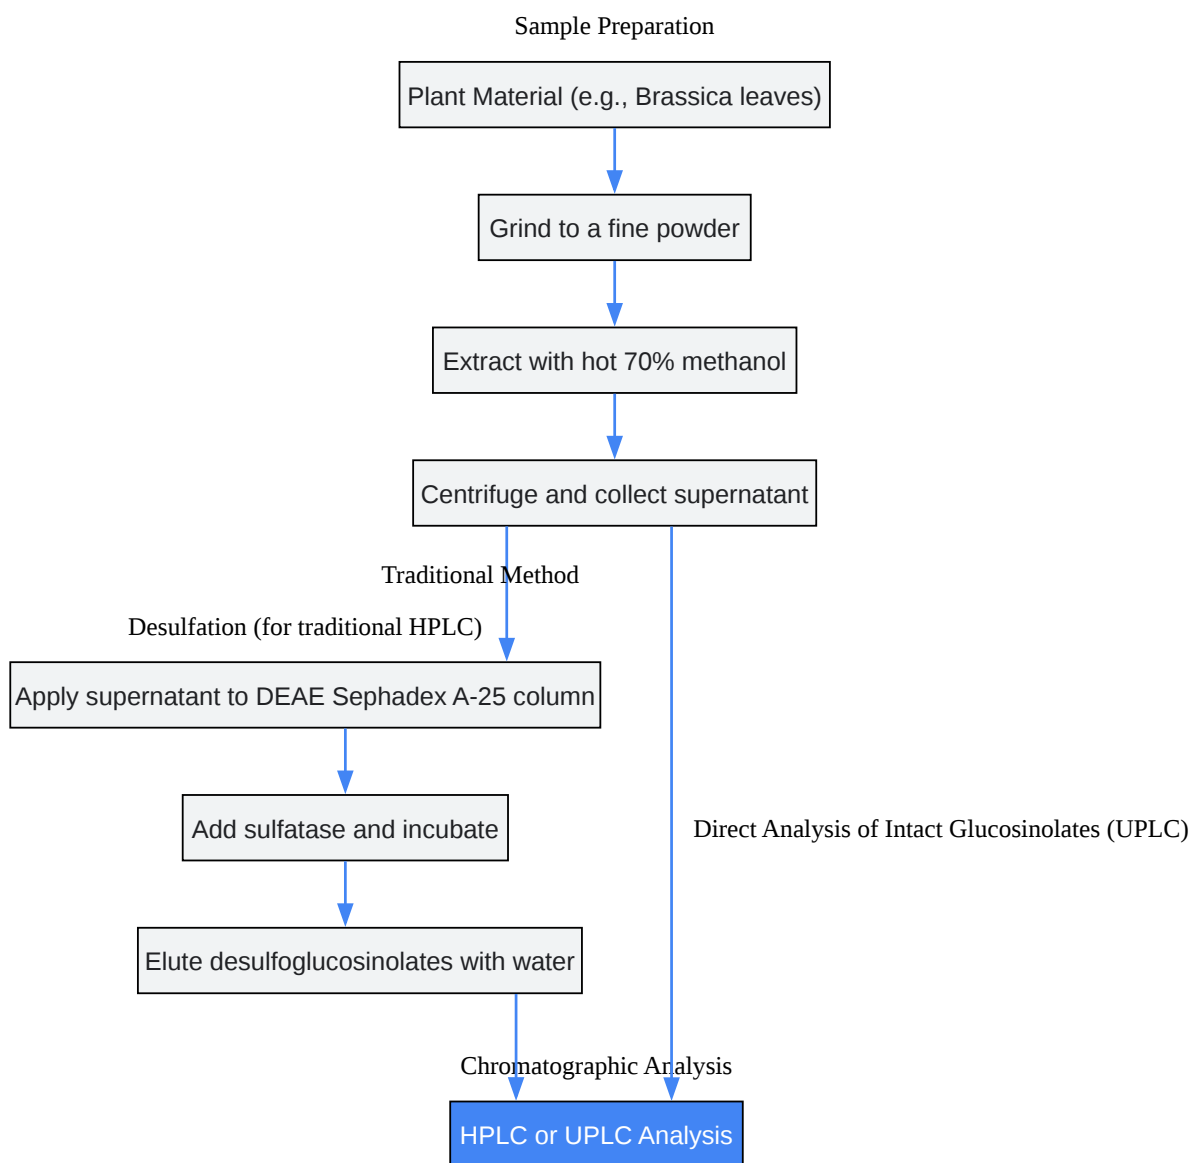 Sample Preparation
Plant Material (e.g., Brassica leaves)
Grind to a fine powder
Extract with hot 70% methanol
Centrifuge and collect supernatant
Traditional Method
Desulfation (for traditional HPLC)
Apply supernatant to DEAE Sephadex A-25 column
Add sulfatase and incubate
Direct Analysis of Intact Glucosinolates (UPLC)
Elute desulfoglucosinolates with water
Chromatographic Analysis
HPLC or UPLC Analysis